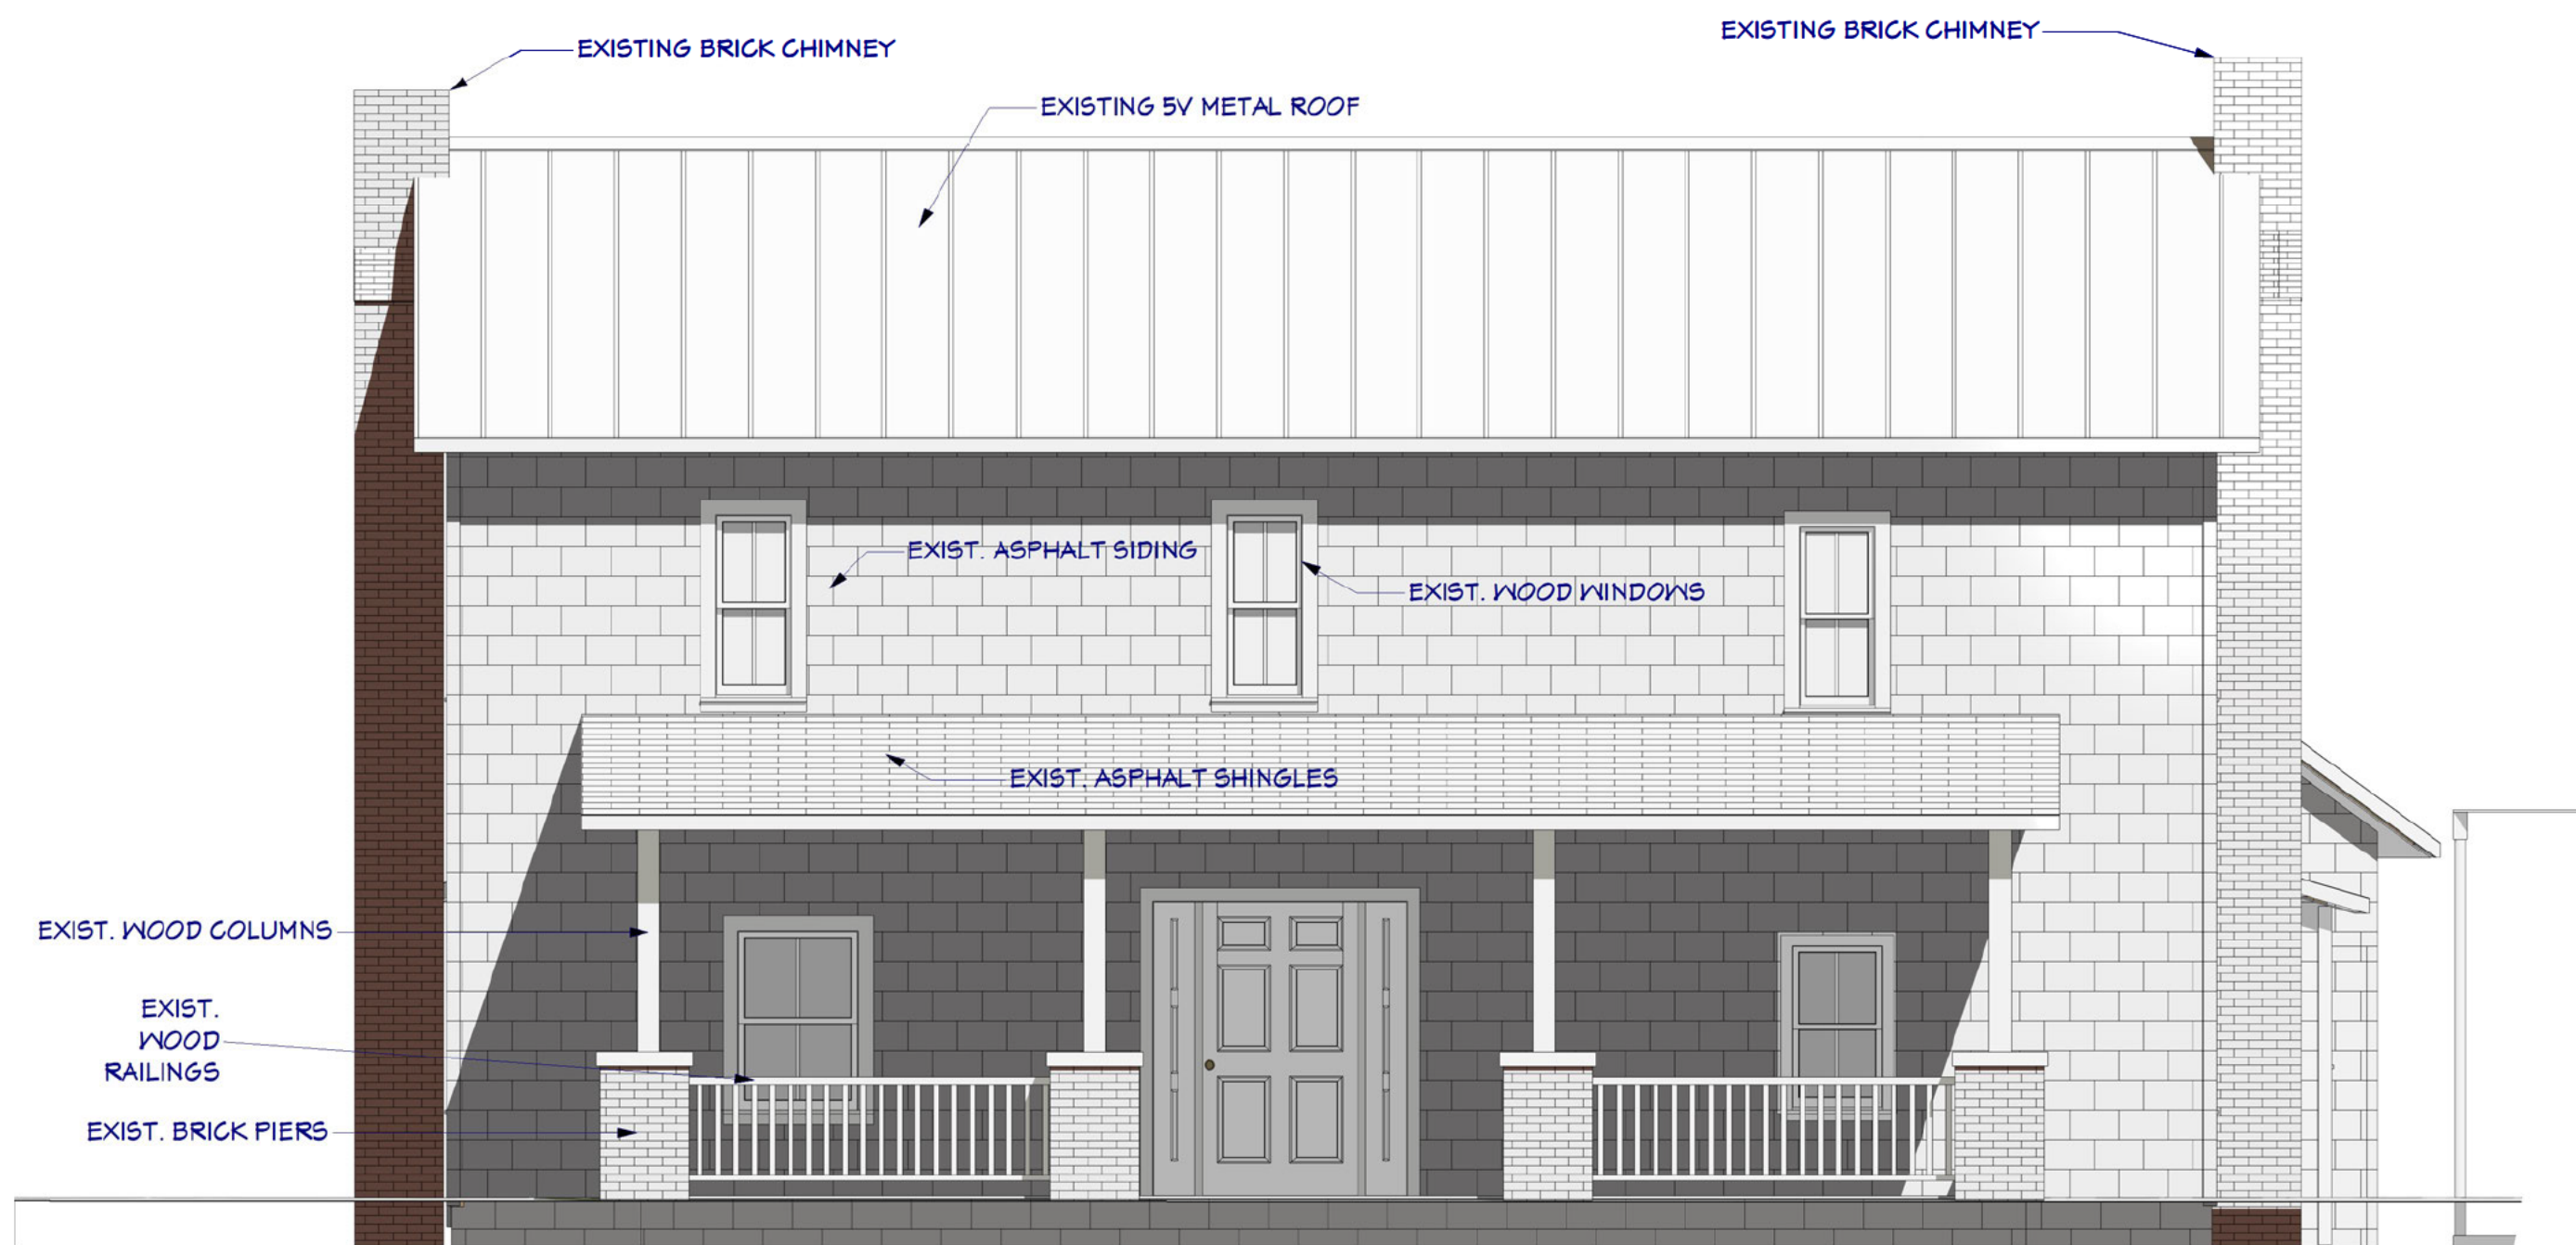 EXISTING BRICK CHIMNEY
EXISTING BRICK CHIMNEY
EXISTING 5V METAL ROOF
EXIST. ASPHALT SIDING
EXIST. WOOD WINDOWS
EXIST. ASPHALT SHINGLES
EXIST. WOOD COLUMNS
EXIST.
WOOD
RAILINGS
EXIST. BRICK PIERS